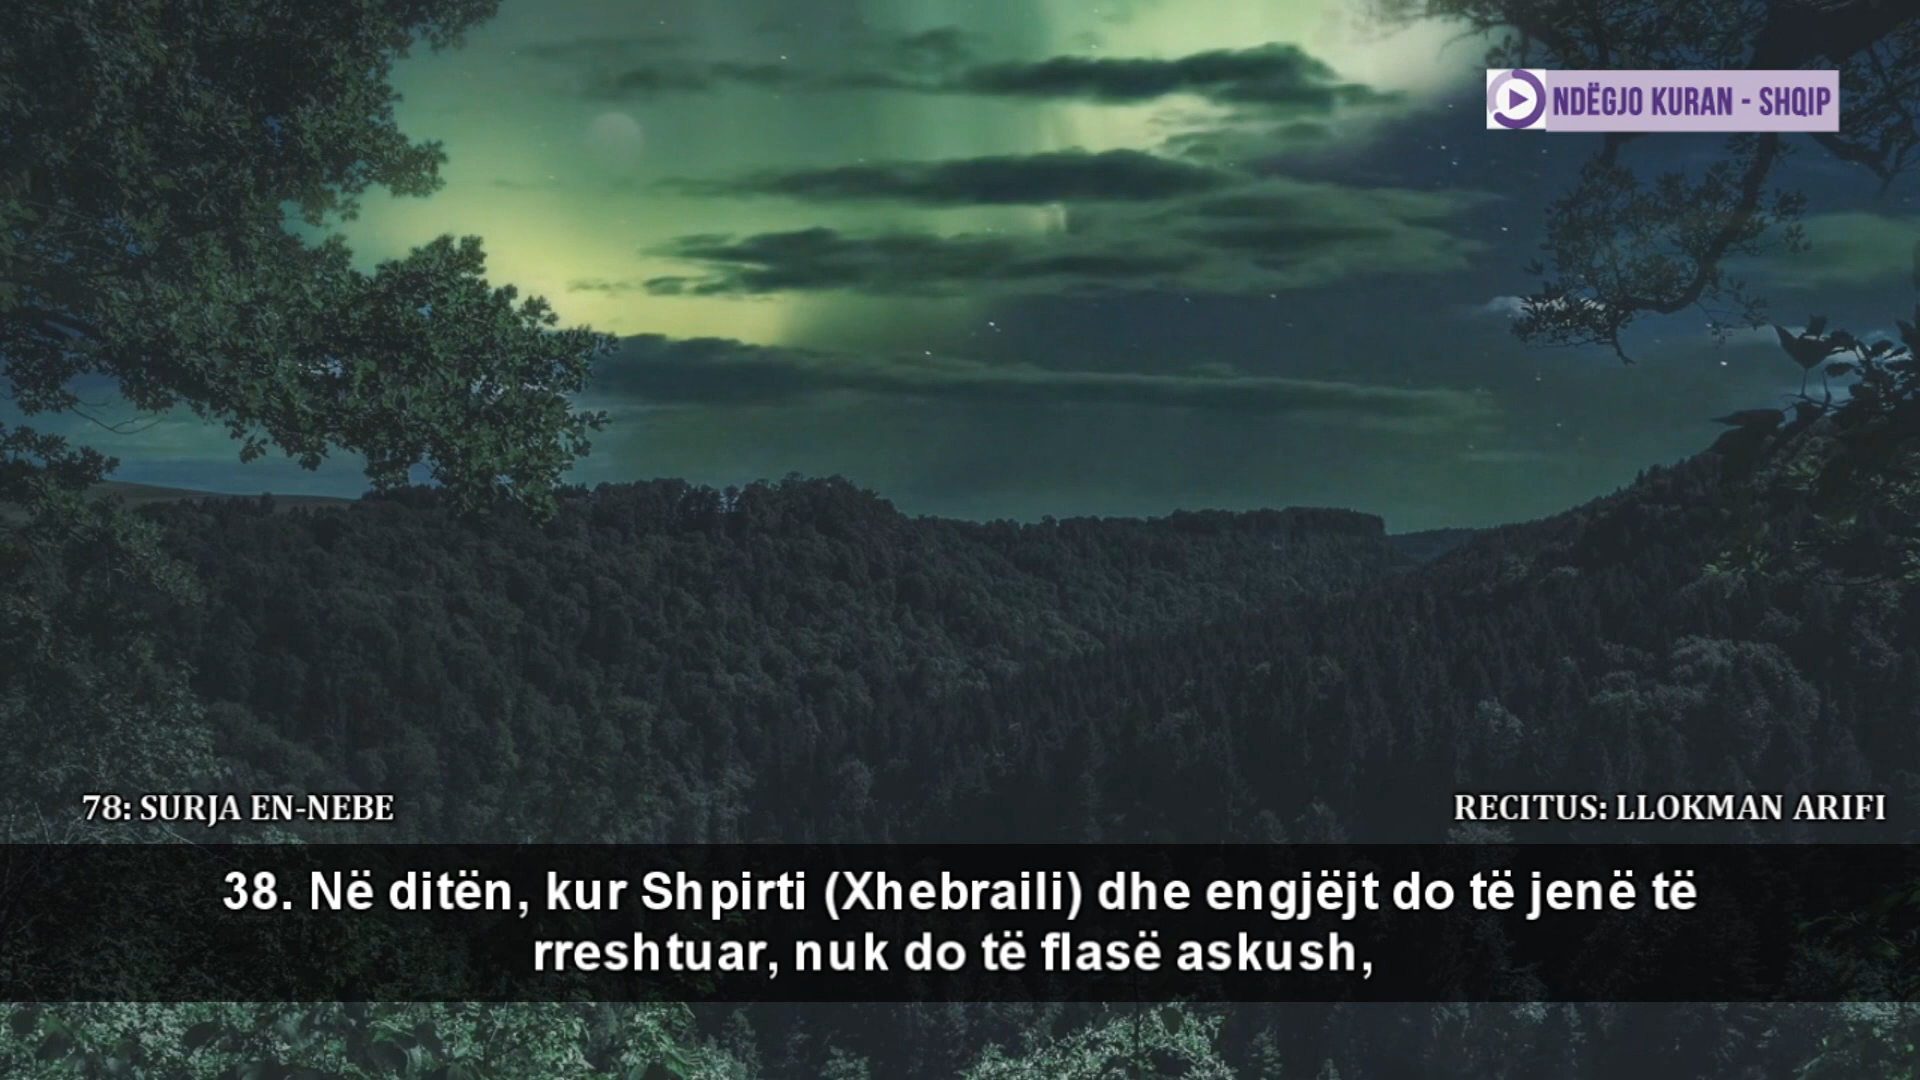 NDËGJO KURAN - SHQIP
78: SURJA EN-NEBE
RECITUS: LLOKMAN ARIFI
38. Në ditën, kur Shpirti (Xhebraili) dhe engjëjt do të jenë të
rreshtuar, nuk do të flasë askush,